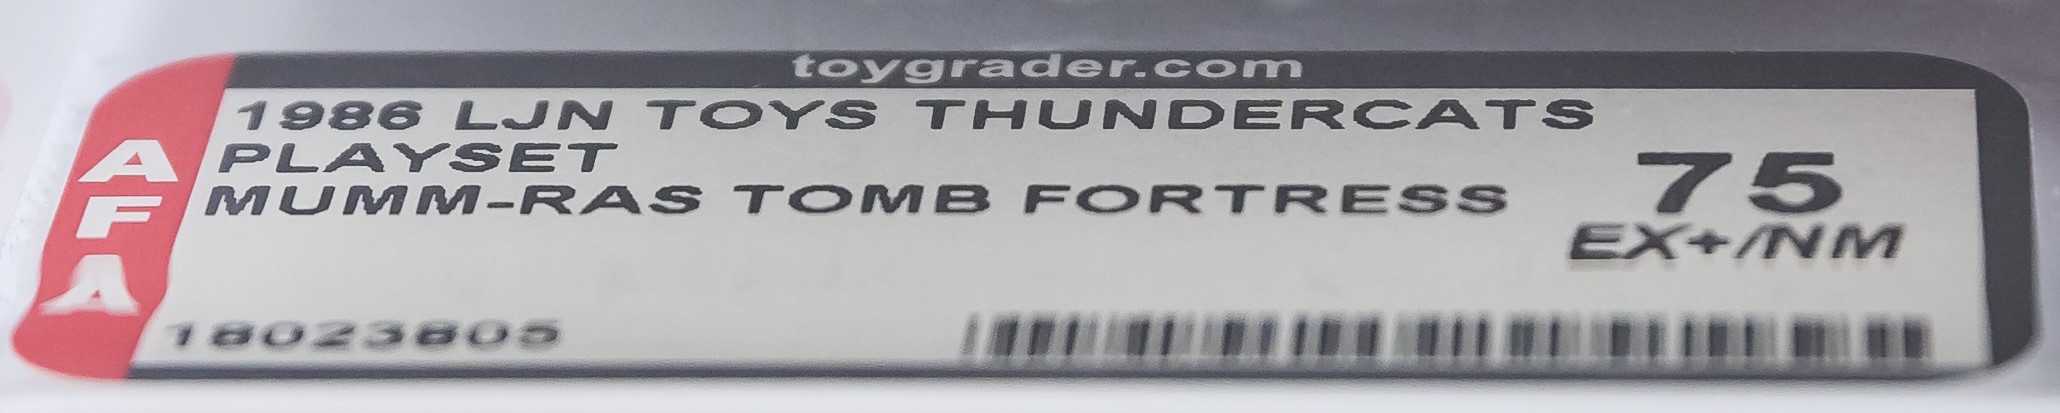 toygrader.com
1986 LJN TOYS THUNDERCATS
PLAYSET
MUMM-RAS TOMB FORTRESS
75
EX+/NM
AFA
18023805